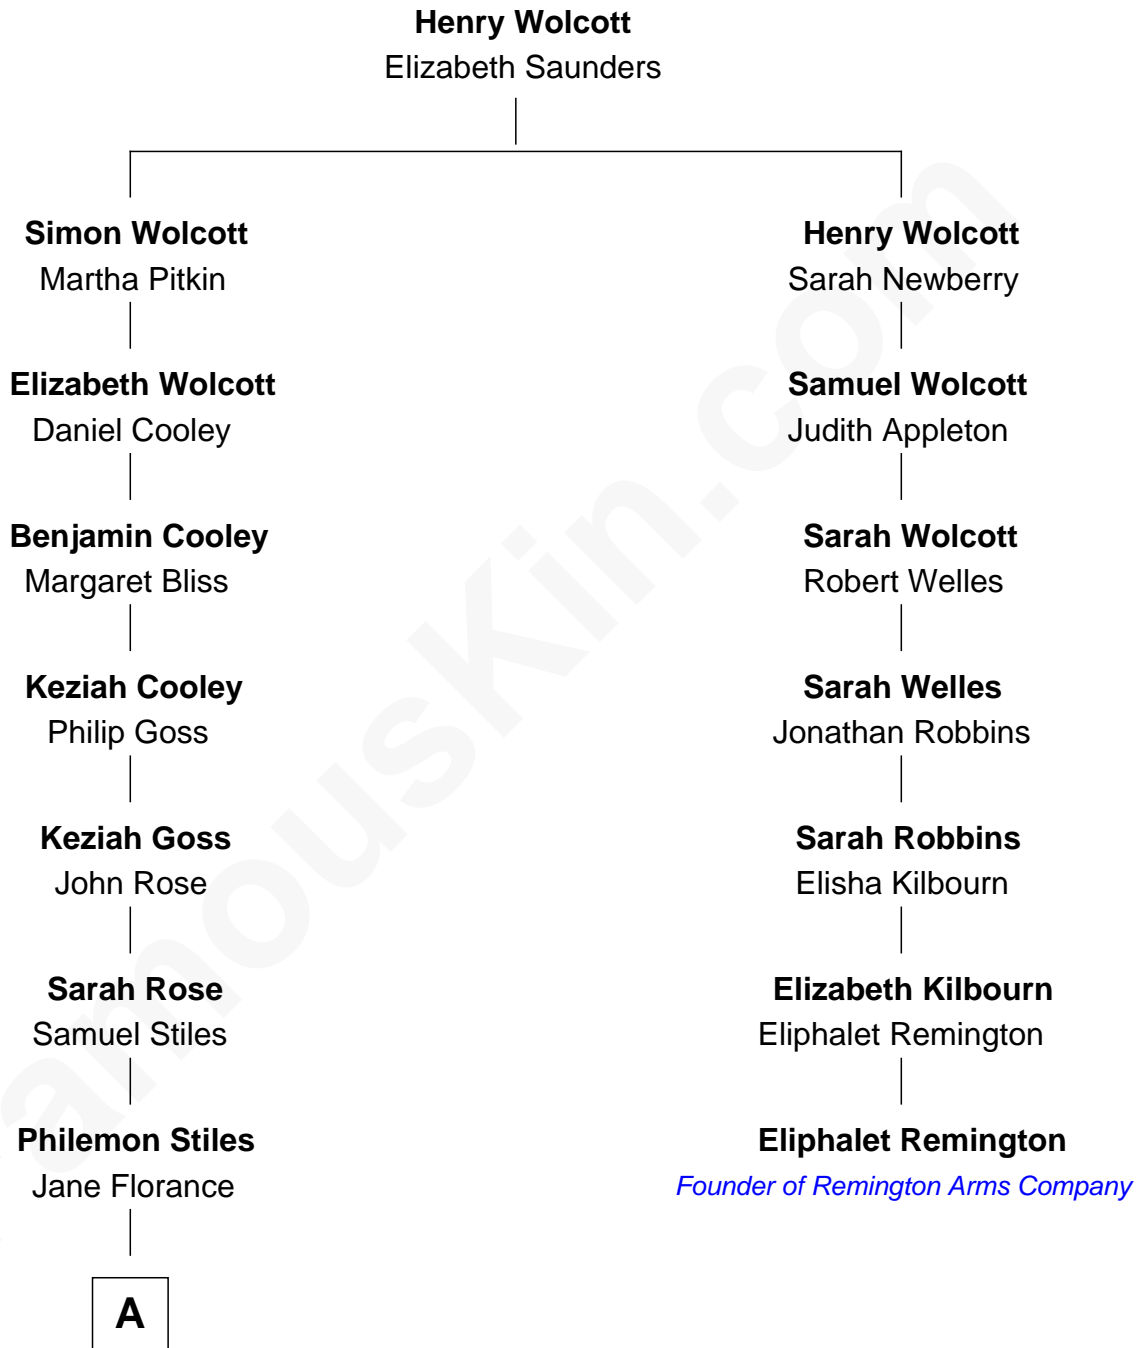 Henry Wolcott
Elizabeth Saunders
Simon Wolcott
Martha Pitkin
Henry Wolcott
Sarah Newberry
Elizabeth Wolcott
Daniel Cooley
Samuel Wolcott
Judith Appleton
Benjamin Cooley
Margaret Bliss
Sarah Wolcott
Robert Welles
Keziah Cooley
Philip Goss
Sarah Welles
Jonathan Robbins
Keziah Goss
John Rose
Sarah Robbins
Elisha Kilbourn
Sarah Rose
Samuel Stiles
Elizabeth Kilbourn
Eliphalet Remington
Philemon Stiles
Jane Florance
Eliphalet Remington
Founder of Remington Arms Company
A
amousKin.com